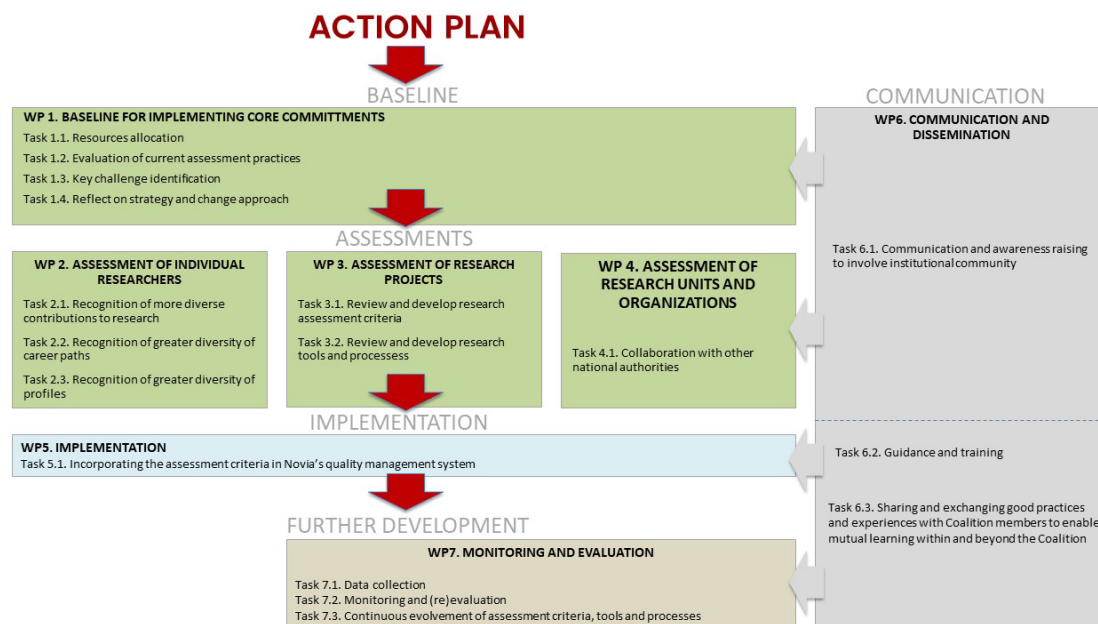 ACTION PLAN
BASELINE
WP 1. BASELINE FOR IMPLEMENTING CORE COMMITTMENTS
Task 1.1. Resources allocation
Task 1.2. Evaluation of current assessment practices
Task 1.3. Key challenge identification
Task 1.4. Reflect on strategy and change approach
ASSESSMENTS
WP 2. ASSESSMENT OF INDIVIDUAL
RESEARCHERS
Task 2.1. Recognition of more diverse
contributions to research
Task 2.2. Recognition of greater diversity of
career paths
Task 2.3. Recognition of greater diversity of
profiles
WP 3. ASSESSMENT OF RESEARCH
PROJECTS
Task 3.1. Review and develop research
assessment criteria
Task 3.2. Review and develop research
tools and processess
WP 4. ASSESSMENT OF
RESEARCH UNITS AND
ORGANIZATIONS
Task 4.1. Collaboration with other
national authorities
IMPLEMENTATION
WP5. IMPLEMENTATION
Task 5.1. Incorporating the assessment criteria in Novia's quality management system
FURTHER DEVELOPMENT
WP7. MONITORING AND EVALUATION
Task 7.1. Data collection
Task 7.2. Monitoring and (re)evaluation
Task 7.3. Continuous evolvement of assessment criteria, tools and processes
COMMUNICATION
WP6. COMMUNICATION AND
DISSEMINATION
Task 6.1. Communication and awareness raising
to involve institutional community
Task 6.2. Guidance and training
Task 6.3. Sharing and exchanging good practices
and experiences with Coalition members to enable
mutual learning within and beyond the Coalition